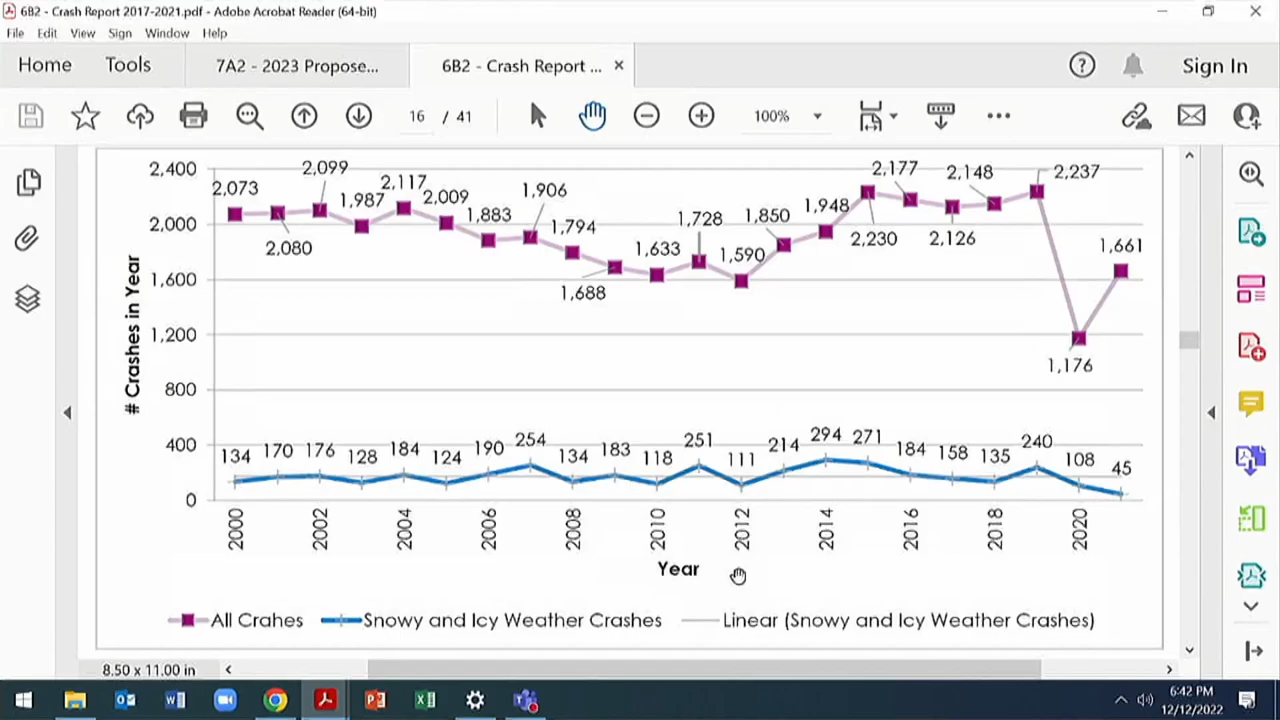 6B2 - Crash Report 2017-2021.pdf - Adobe Acrobat Reader (64-bit)
File Edit View Sign Window Help
Home Tools 7A2 - 2023 Propose... 6B2 - Crash Report ... × Sign In
16 / 41 100%
# Crashes in Year
2,400
2,000
1,600
1,200
800
400
0
2,073
2,080
2,099
1,987
2,117
2,009
1,883
1,906
1,794
1,688
1,633
1,728
1,590
1,850
1,948
2,230
2,177
2,126
2,148
2,237
1,176
1,661
134 170 176 128 184 124 190 254 134 183 118 251 111 214 294 271 184 158 135 240 108 45
2000 2002 2004 2006 2008 2010 2012 2014 2016 2018 2020
Year
All Crahes Snowy and Icy Weather Crashes Linear (Snowy and Icy Weather Crashes)
8.50 x 11.00 in
6:42 PM
12/12/2022